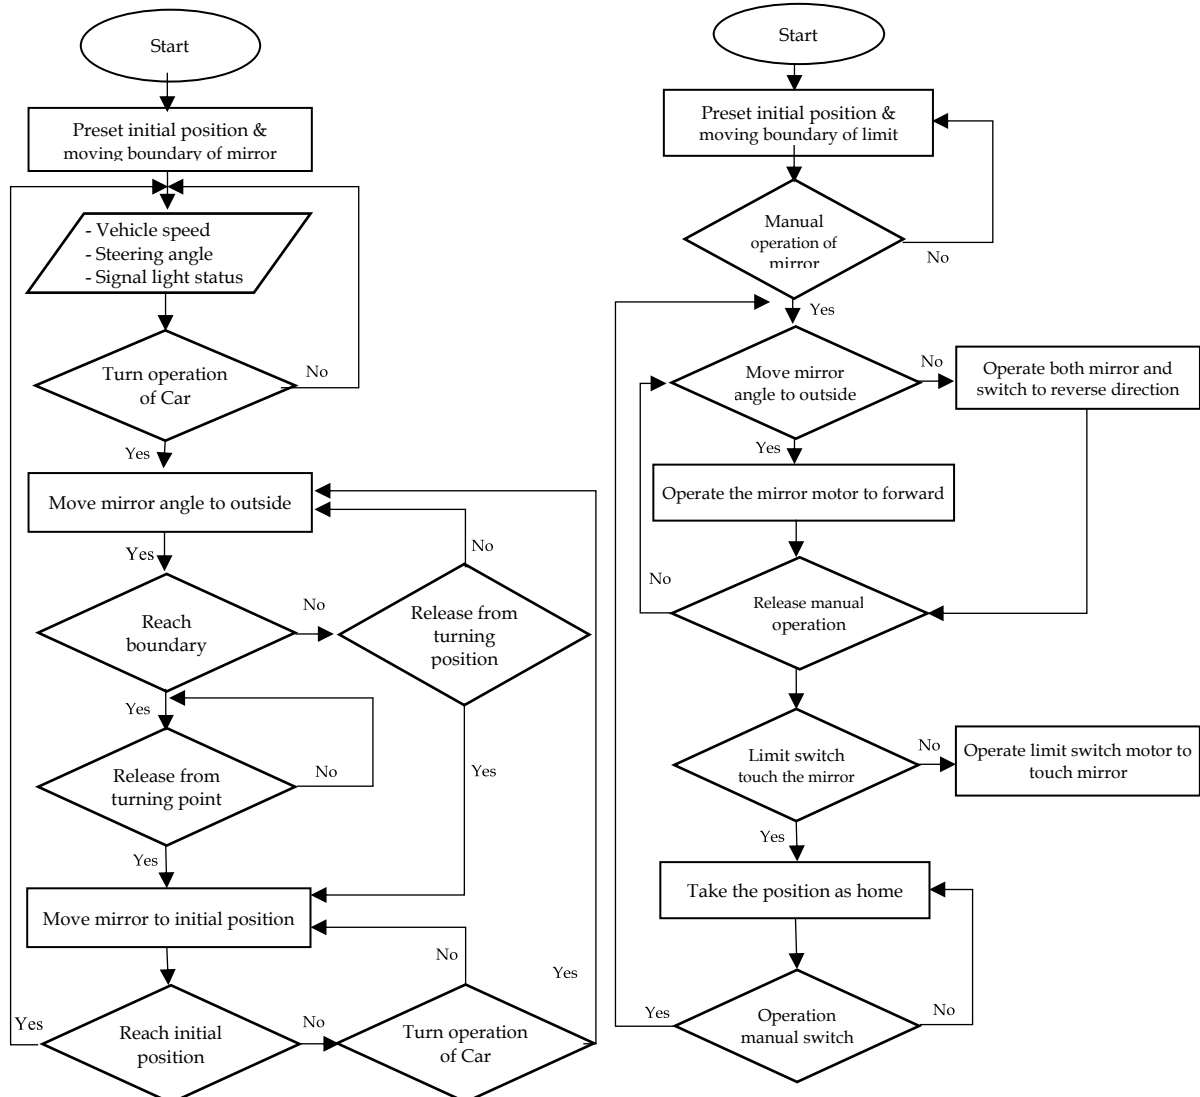 Start
Preset initial position &
moving boundary of mirror
- Vehicle speed
- Steering angle
- Signal light status
Turn operation
of Car
No
Yes
Move mirror angle to outside
Yes
No
Reach
boundary
No
Release from
turning
position
Yes
Release from
turning point
No
Yes
Yes
Move mirror to initial position
No
Yes
Yes
Reach initial
position
No
Turn operation
of Car
Start
Preset initial position &
moving boundary of limit
Manual
operation of
mirror
No
Yes
Move mirror
angle to outside
No
Operate both mirror and
switch to reverse direction
Yes
Operate the mirror motor to forward
No
Release manual
operation
Limit switch
touch the mirror
No
Operate limit switch motor to
touch mirror
Yes
Take the position as home
Yes
Operation
manual switch
No